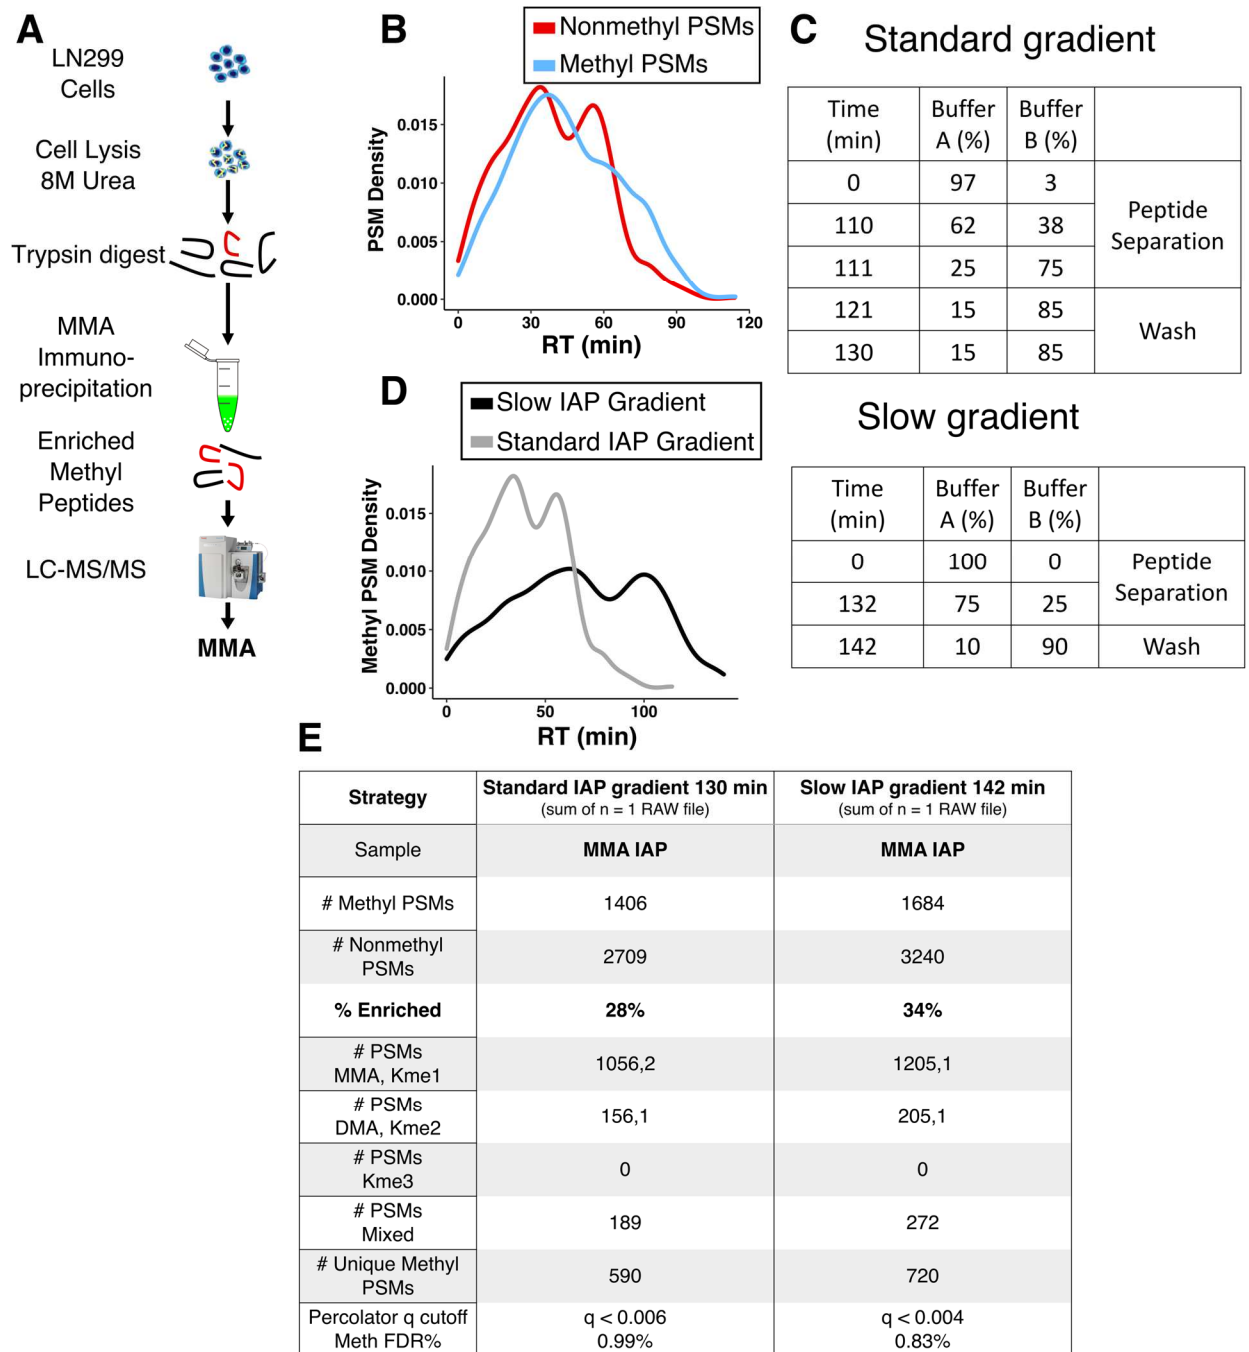 A
LN299
Cells
Cell Lysis
8M Urea
Trypsin digest
MMA
Immuno-
precipitation
Enriched
Methyl
Peptides
LC-MS/MS
MMA
B
Nonmethyl PSMs
Methyl PSMs
PSM Density
0.015
0.010
0.005
0.000
0 30 60 90 120
RT (min)
C
Standard gradient
Time (min) Buffer A (%) Buffer B (%)
0 97 3
110 62 38
111 25 75
Peptide Separation
121 15 85
130 15 85
Wash
Slow gradient
Time (min) Buffer A (%) Buffer B (%)
0 100 0
132 75 25
Peptide Separation
142 10 90 Wash
D
Slow IAP Gradient
Standard IAP Gradient
Methyl PSM Density
0.015
0.010
0.005
0.000
0 50 100
RT (min)
E
Strategy Standard IAP gradient 130 min (sum of n = 1 RAW file) Slow IAP gradient 142 min (sum of n = 1 RAW file)
Sample MMA IAP MMA IAP
# Methyl PSMs 1406 1684
# Nonmethyl PSMs 2709 3240
% Enriched 28% 34%
# PSMs MMA, Kme1 1056,2 1205,1
# PSMs DMA, Kme2 156,1 205,1
# PSMs Kme3 0 0
# PSMs Mixed 189 272
# Unique Methyl PSMs 590 720
Percolator q cutoff q < 0.006 q < 0.004
Meth FDR% 0.99% 0.83%